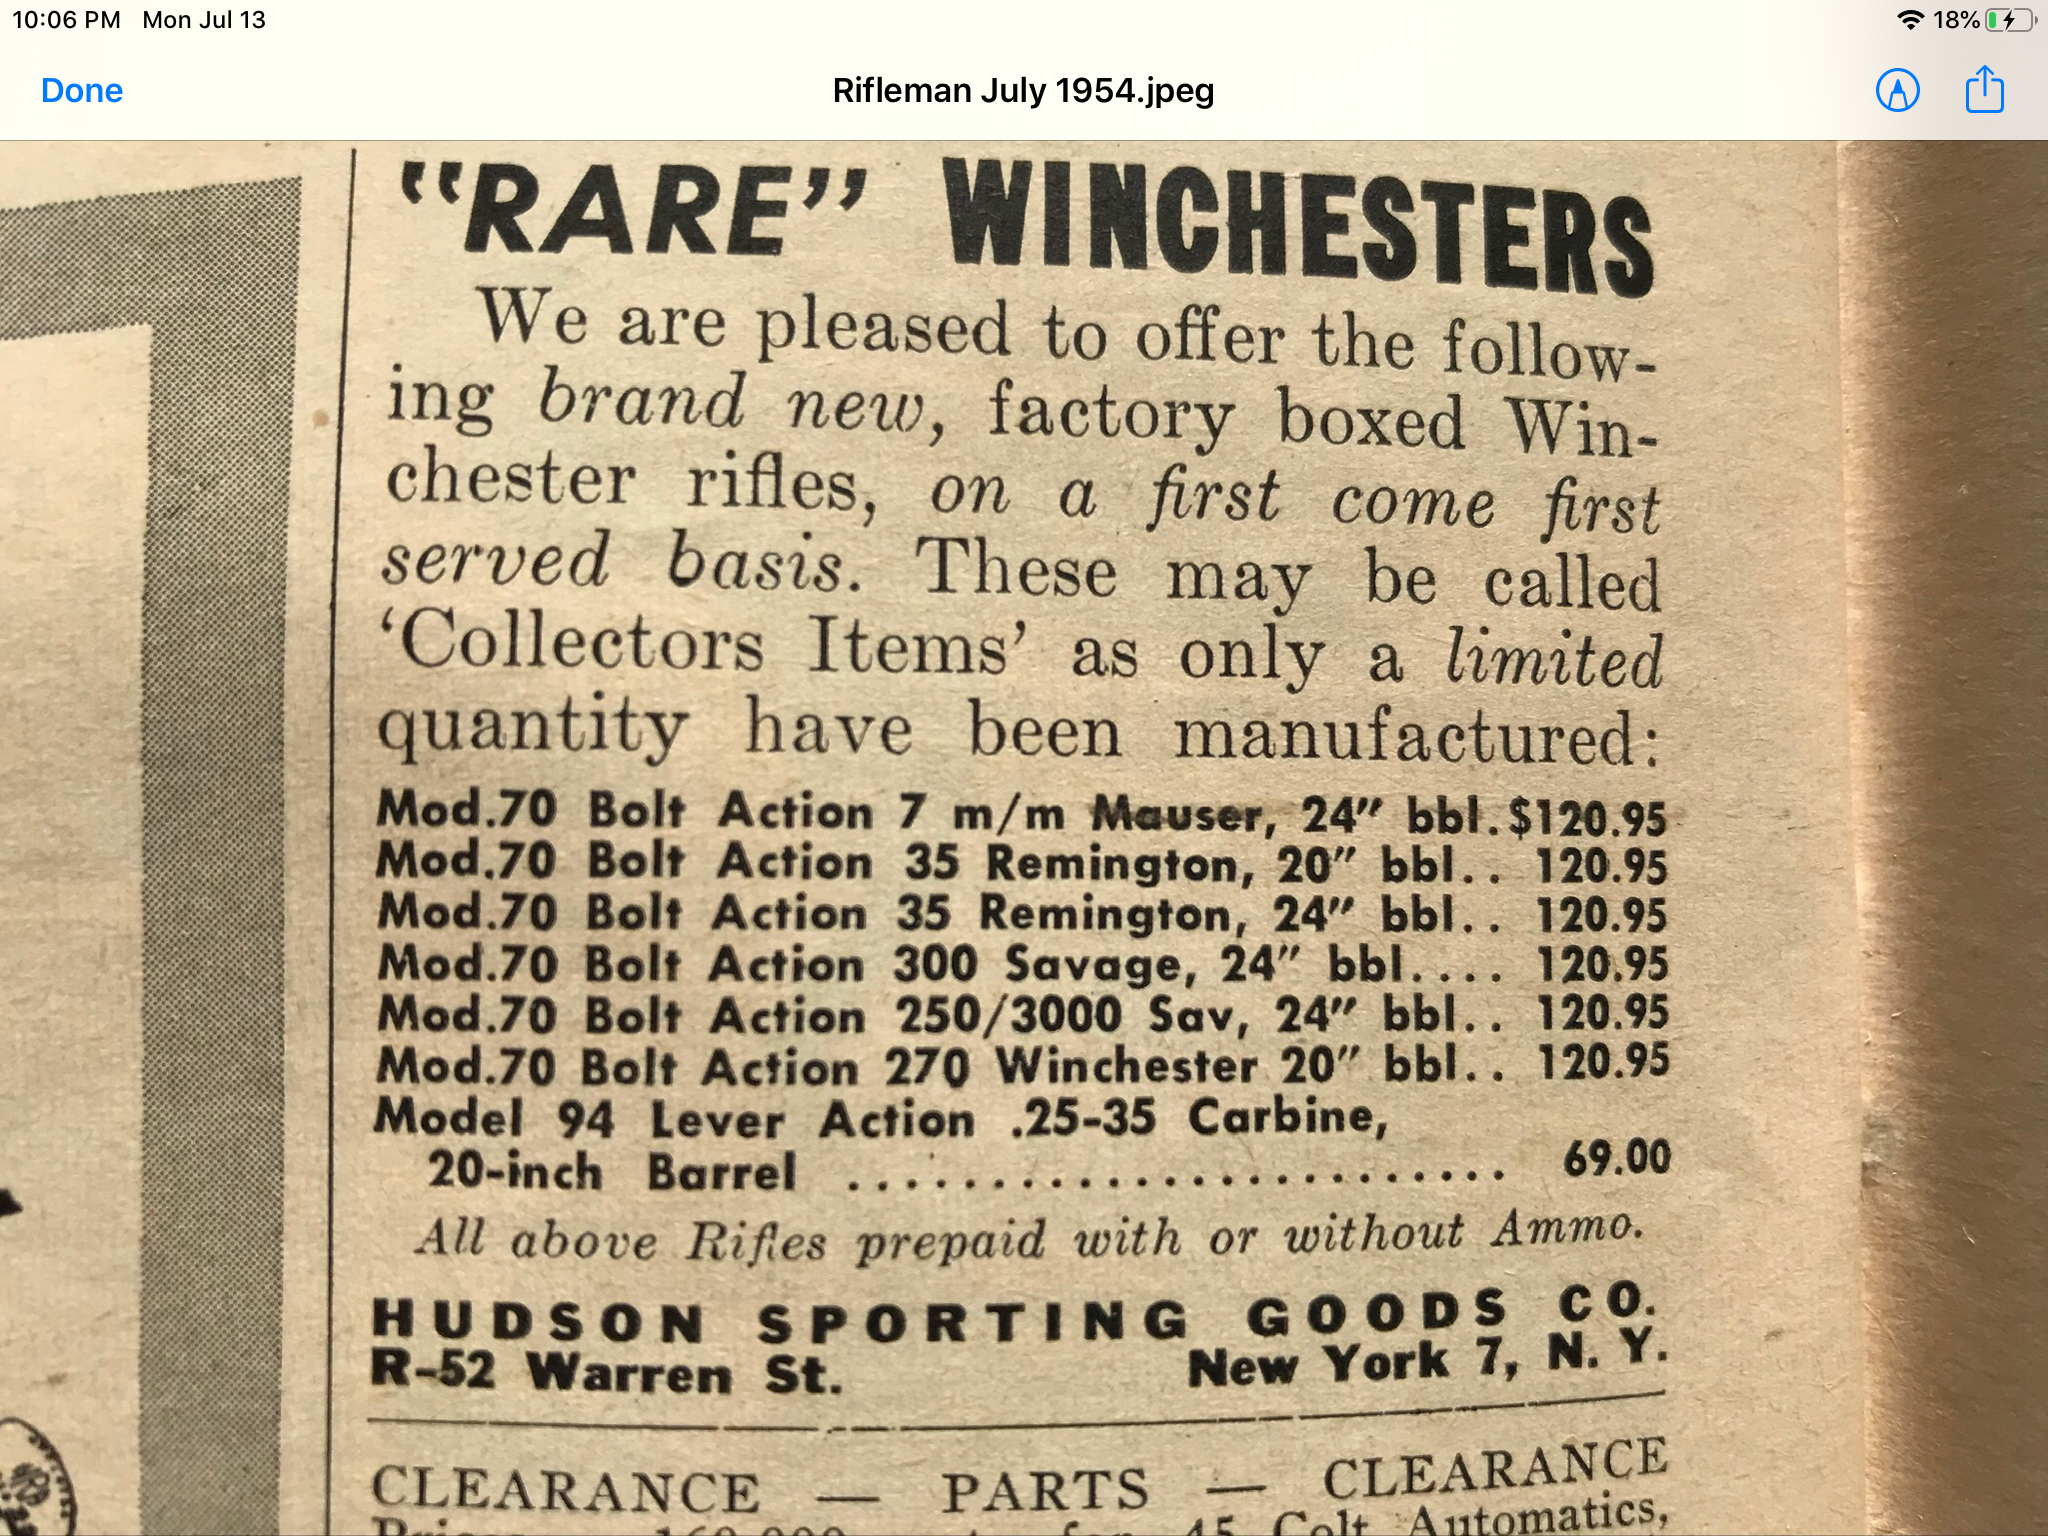 10:06 PM Mon Jul 13
18%
Done
Rifleman July 1954.jpeg
“RARE” WINCHESTERS
We are pleased to offer the follow-
ing brand new, factory boxed Win-
chester rifles, on a first come first
served basis. These may be called
‘Collectors Items’ as only a limited
quantity have been manufactured:
Mod.70 Bolt Action 7 m/m Mauser, 24” bbl. $120.95
Mod.70 Bolt Action 35 Remington, 20” bbl.. 120.95
Mod.70 Bolt Action 35 Remington, 24” bbl.. 120.95
Mod.70 Bolt Action 300 Savage, 24” bbl.... 120.95
Mod.70 Bolt Action 250/3000 Sav, 24” bbl.. 120.95
Mod.70 Bolt Action 270 Winchester 20” bbl.. 120.95
Model 94 Lever Action .25-35 Carbine,
20-inch Barrel ....................... 69.00
All above Rifles prepaid with or without Ammo.
HUDSON SPORTING GOODS CO.
R-52 Warren St. New York 7, N. Y.
CLEARANCE — PARTS — CLEARANCE
45 Colt Automatics,